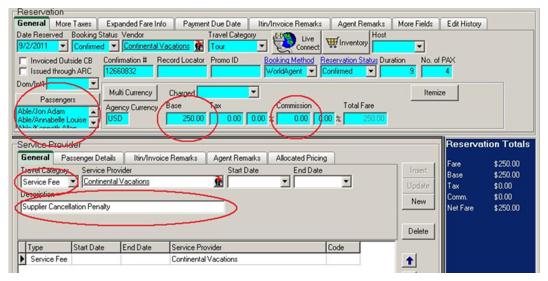 Reservation
General More Taxes Expanded Fare Info Payment Due Date Itin/Invoice Remarks Agent Remarks More Fields Edit History
Date Reserved Booking Status Vendor Travel Category Host
9/2/2011 Confirmed Continental Vacations Tour Live Connect Inventory
Invoiced Outside CB Confirmation # Record Locator Promo ID Booking Method Reservation Status Duration No. of PAX
Issued through ARC 12660832 WorldAgent Confirmed 9 4
Dom/Intl
Multi Currency Charged Itemize
Passengers
Agency Currency Base Tax Commission Total Fare
Able/Jon Adam
Able/Annabelle Louise
USD 250.00 0.00 0.00 % 0.00 0.00 % 250.00
Able/Kenneth Alan
Service Provider
General Passenger Details Itin/Invoice Remarks Agent Remarks Allocated Pricing
Travel Category Service Provider Start Date End Date
Service Fee Continental Vacations
Description
Supplier Cancellation Penalty
Insert
Update
New
Delete
Type Start Date End Date Service Provider Code
Service Fee Continental Vacations
Reservation Totals
Fare $250.00
Base $250.00
Tax $0.00
Comm. $0.00
Net Fare $250.00